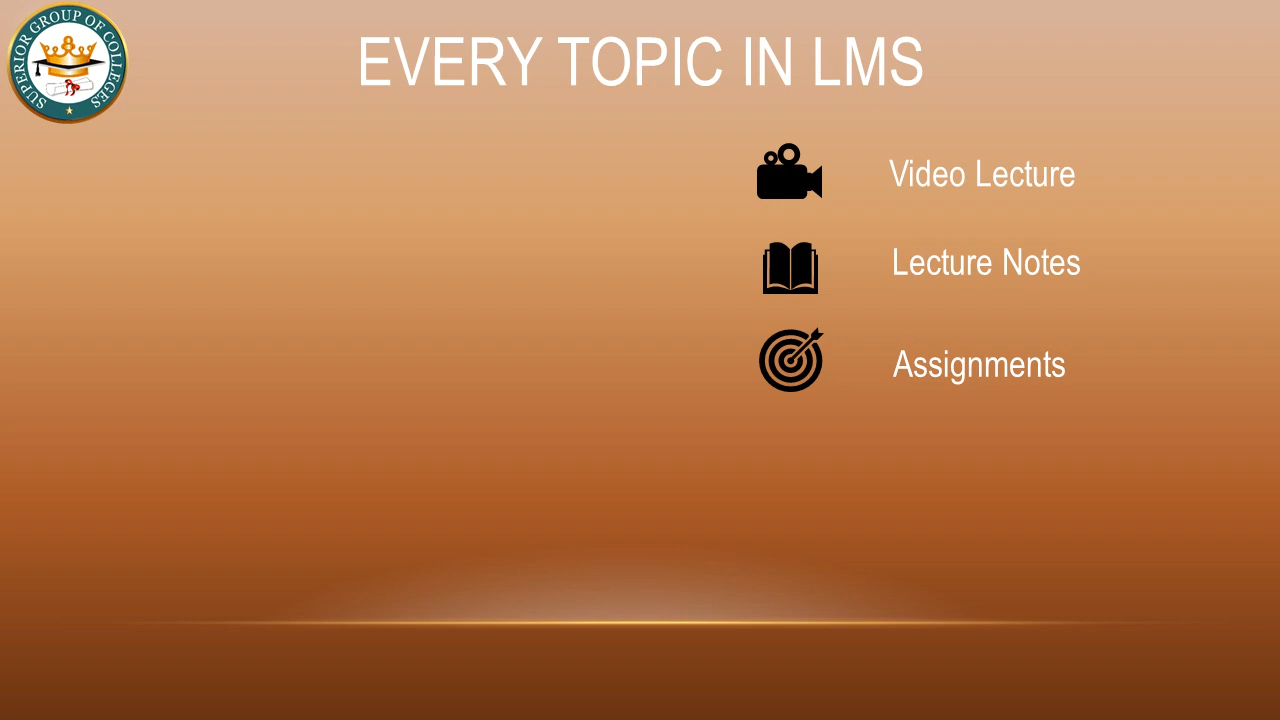 SUPERIOR GROUP OF COLLEGES
EVERY TOPIC IN LMS
Video Lecture
Lecture Notes
Assignments